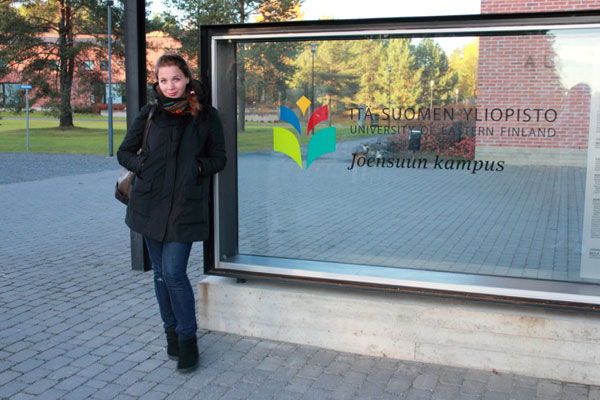 ITÄ-SUOMEN YLIOPISTO
UNIVERSITY OF EASTERN FINLAND
Joensuun kampus